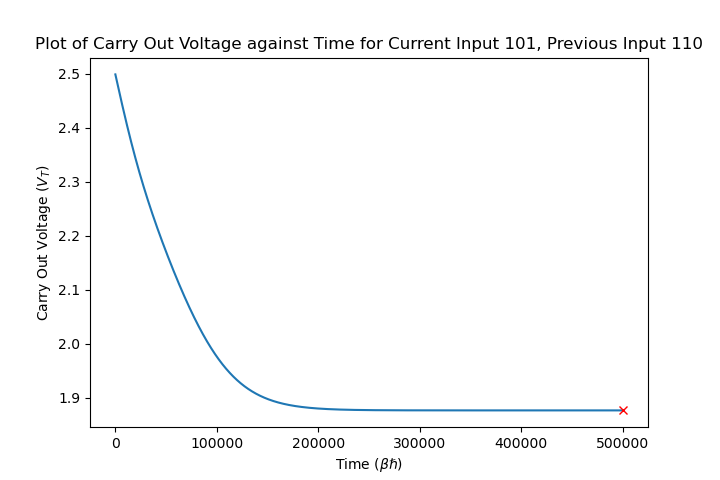 Plot of Carry Out Voltage against Time for Current Input 101, Previous Input 110
2.5
2.4
2.3
2.2
2.1
2.0
1.9
Carry Out Voltage (V_T)
0 100000 200000 300000 400000 500000
Time (βℏ)